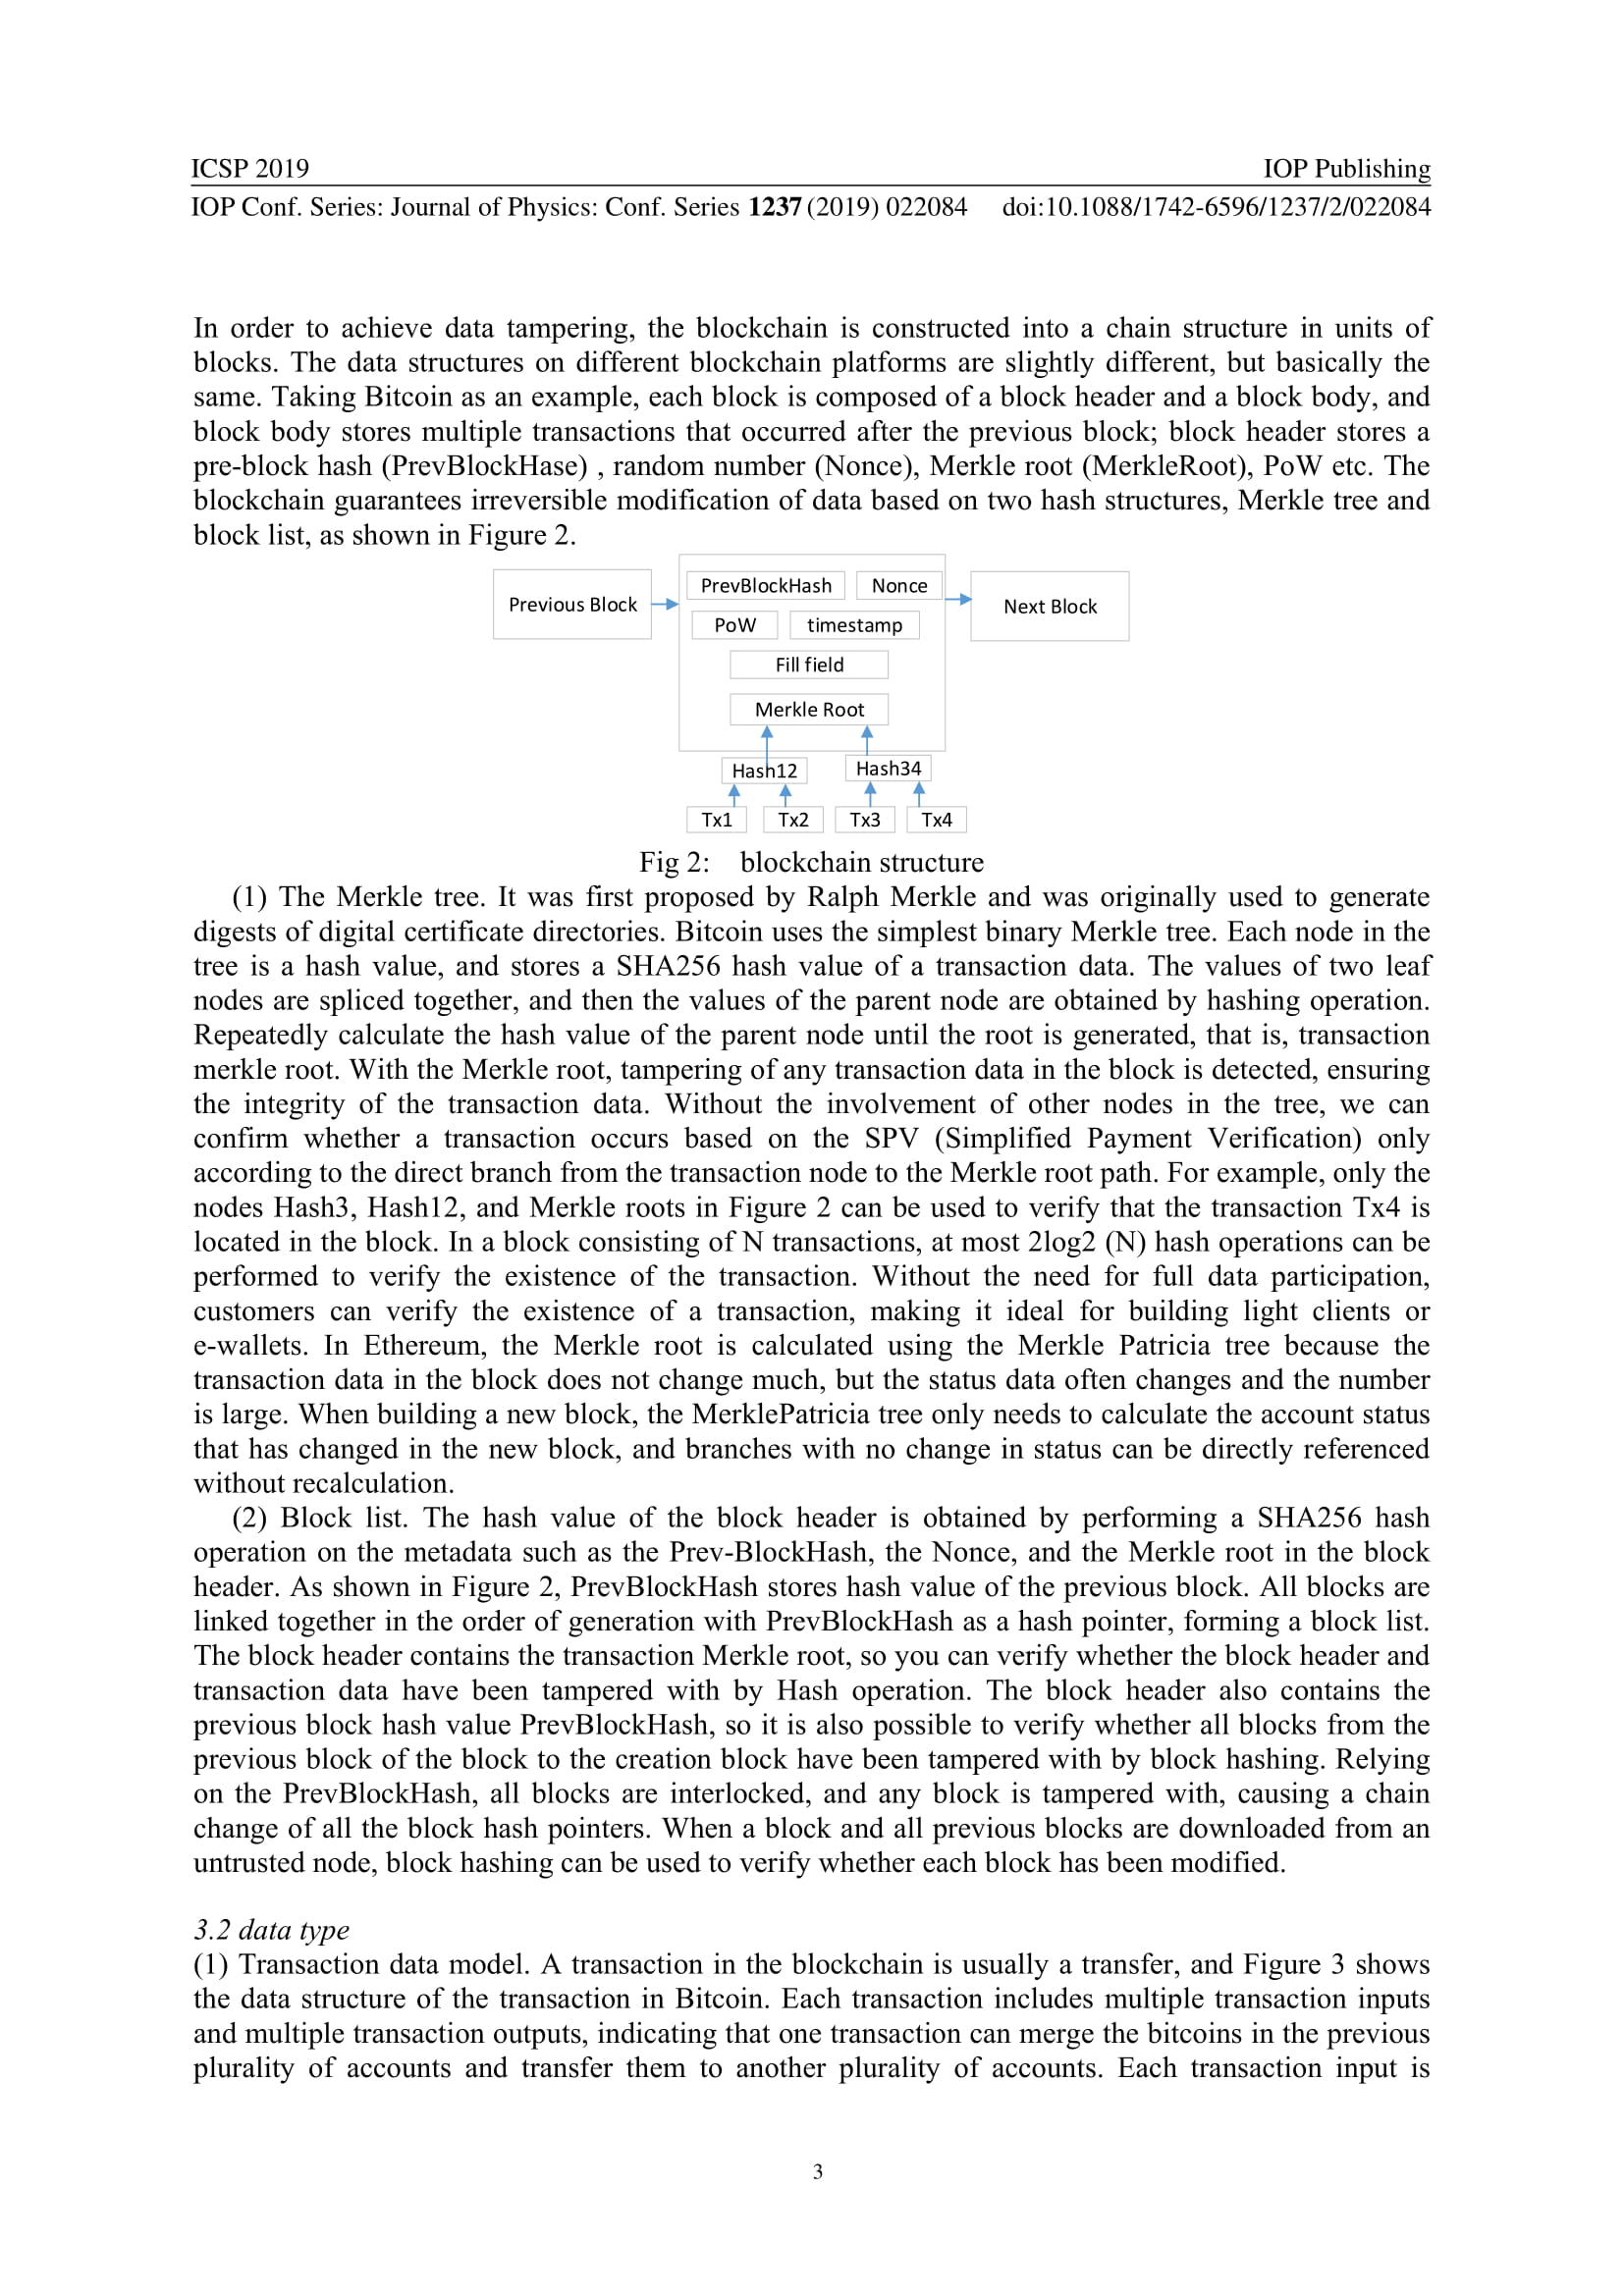 ICSP 2019 IOP Publishing
IOP Conf. Series: Journal of Physics: Conf. Series 1237 (2019) 022084 doi:10.1088/1742-6596/1237/2/022084
In order to achieve data tampering, the blockchain is constructed into a chain structure in units of
blocks. The data structures on different blockchain platforms are slightly different, but basically the
same. Taking Bitcoin as an example, each block is composed of a block header and a block body, and
block body stores multiple transactions that occurred after the previous block; block header stores a
pre-block hash (PrevBlockHase) , random number (Nonce), Merkle root (MerkleRoot), PoW etc. The
blockchain guarantees irreversible modification of data based on two hash structures, Merkle tree and
block list, as shown in Figure 2.
Previous Block PrevBlockHash Nonce Next Block
PoW timestamp
Fill field
Merkle Root
Hash12 Hash34
Tx1 Tx2 Tx3 Tx4
Fig 2: blockchain structure
(1) The Merkle tree. It was first proposed by Ralph Merkle and was originally used to generate
digests of digital certificate directories. Bitcoin uses the simplest binary Merkle tree. Each node in the
tree is a hash value, and stores a SHA256 hash value of a transaction data. The values of two leaf
nodes are spliced together, and then the values of the parent node are obtained by hashing operation.
Repeatedly calculate the hash value of the parent node until the root is generated, that is, transaction
merkle root. With the Merkle root, tampering of any transaction data in the block is detected, ensuring
the integrity of the transaction data. Without the involvement of other nodes in the tree, we can
confirm whether a transaction occurs based on the SPV (Simplified Payment Verification) only
according to the direct branch from the transaction node to the Merkle root path. For example, only the
nodes Hash3, Hash12, and Merkle roots in Figure 2 can be used to verify that the transaction Tx4 is
located in the block. In a block consisting of N transactions, at most 2log2 (N) hash operations can be
performed to verify the existence of the transaction. Without the need for full data participation,
customers can verify the existence of a transaction, making it ideal for building light clients or
e-wallets. In Ethereum, the Merkle root is calculated using the Merkle Patricia tree because the
transaction data in the block does not change much, but the status data often changes and the number
is large. When building a new block, the MerklePatricia tree only needs to calculate the account status
that has changed in the new block, and branches with no change in status can be directly referenced
without recalculation.
(2) Block list. The hash value of the block header is obtained by performing a SHA256 hash
operation on the metadata such as the Prev-BlockHash, the Nonce, and the Merkle root in the block
header. As shown in Figure 2, PrevBlockHash stores hash value of the previous block. All blocks are
linked together in the order of generation with PrevBlockHash as a hash pointer, forming a block list.
The block header contains the transaction Merkle root, so you can verify whether the block header and
transaction data have been tampered with by Hash operation. The block header also contains the
previous block hash value PrevBlockHash, so it is also possible to verify whether all blocks from the
previous block of the block to the creation block have been tampered with by block hashing. Relying
on the PrevBlockHash, all blocks are interlocked, and any block is tampered with, causing a chain
change of all the block hash pointers. When a block and all previous blocks are downloaded from an
untrusted node, block hashing can be used to verify whether each block has been modified.
3.2 data type
(1) Transaction data model. A transaction in the blockchain is usually a transfer, and Figure 3 shows
the data structure of the transaction in Bitcoin. Each transaction includes multiple transaction inputs
and multiple transaction outputs, indicating that one transaction can merge the bitcoins in the previous
plurality of accounts and transfer them to another plurality of accounts. Each transaction input is
3